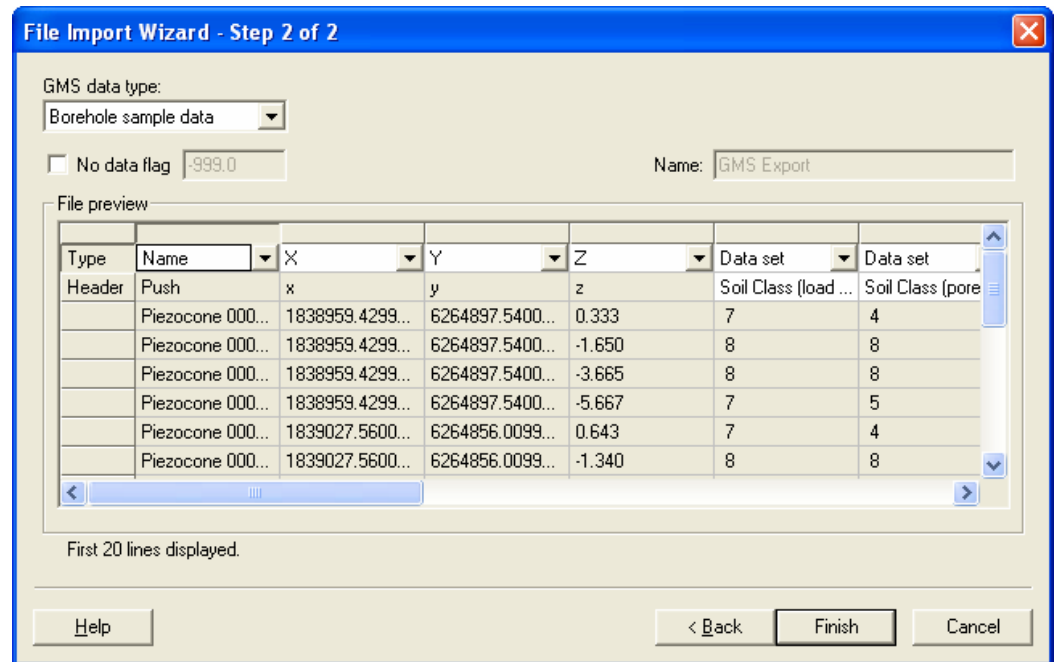 File Import Wizard - Step 2 of 2
GMS data type:
Borehole sample data
No data flag -999.0 Name: GMS Export
File preview
Type Name X Y Z Data set Data set
Header Push x y z Soil Class (load ... Soil Class (pore
Piezocone 000... 1838959.4299... 6264897.5400... 0.333 7 4
Piezocone 000... 1838959.4299... 6264897.5400... -1.650 8 8
Piezocone 000... 1838959.4299... 6264897.5400... -3.665 8 8
Piezocone 000... 1838959.4299... 6264897.5400... -5.667 7 5
Piezocone 000... 1839027.5600... 6264856.0099... 0.643 7 4
Piezocone 000... 1839027.5600... 6264856.0099... -1.340 8 8
First 20 lines displayed.
Help < Back Finish Cancel